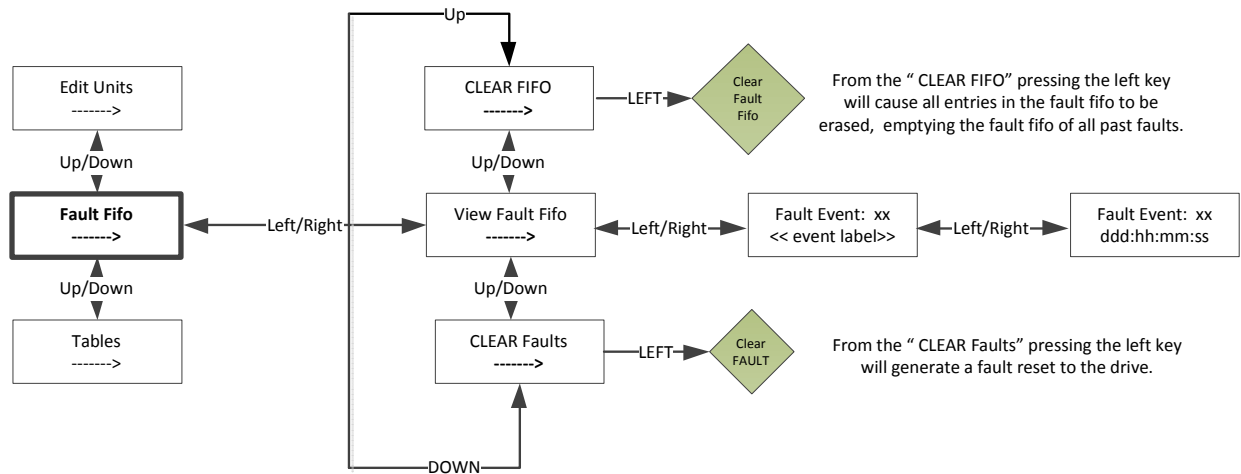 Up
Edit Units
------->
Up/Down
Fault Fifo
------->
Up/Down
Tables
------->
Left/Right
CLEAR FIFO
------->
LEFT
Clear
Fault
Fifo
From the “ CLEAR FIFO” pressing the left key
will cause all entries in the fault fifo to be
erased, emptying the fault fifo of all past faults.
Up/Down
View Fault Fifo
------->
Left/Right
Fault Event: xx
<< event label>>
Left/Right
Fault Event: xx
ddd:hh:mm:ss
Up/Down
CLEAR Faults
------->
LEFT
Clear
FAULT
From the “ CLEAR Faults” pressing the left key
will generate a fault reset to the drive.
DOWN